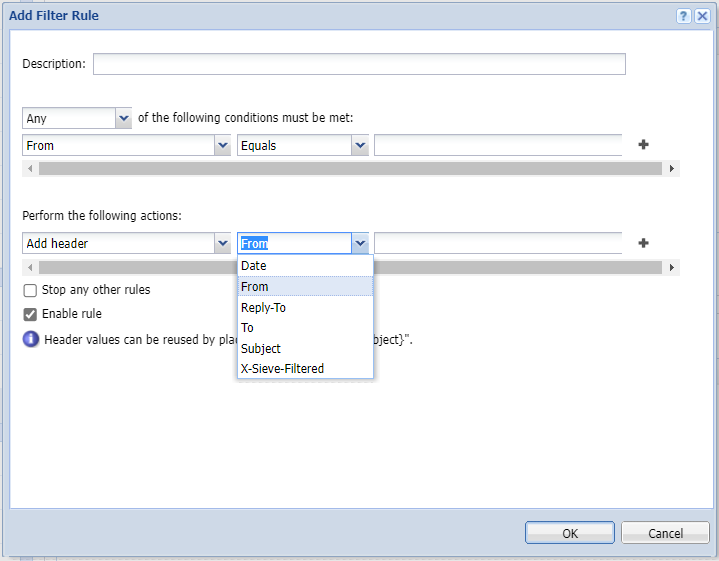 Add Filter Rule
Description:
Any of the following conditions must be met:
From Equals
Perform the following actions:
Add header From
Date
From
Reply-To
To
Subject
X-Sieve-Filtered
Stop any other rules
Enable rule
Header values can be reused by bject}".
OK Cancel